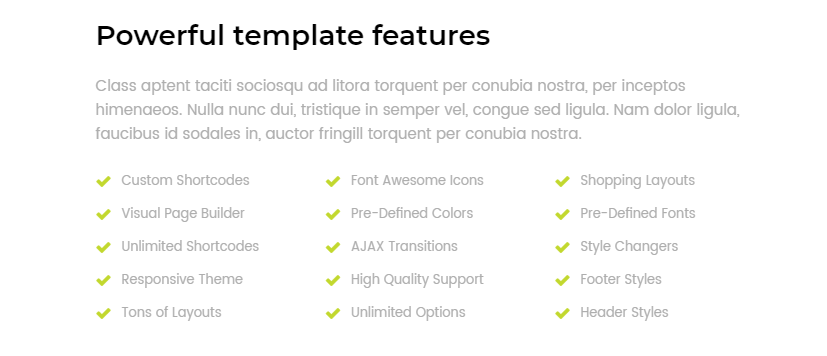 Powerful template features
Class aptent taciti sociosqu ad litora torquent per conubia nostra, per inceptos
himenaeos. Nulla nunc dui, tristique in semper vel, congue sed ligula. Nam dolor ligula,
faucibus id sodales in, auctor fringill torquent per conubia nostra.
Custom Shortcodes
Visual Page Builder
Unlimited Shortcodes
Responsive Theme
Tons of Layouts
Font Awesome Icons
Pre-Defined Colors
AJAX Transitions
High Quality Support
Unlimited Options
Shopping Layouts
Pre-Defined Fonts
Style Changers
Footer Styles
Header Styles